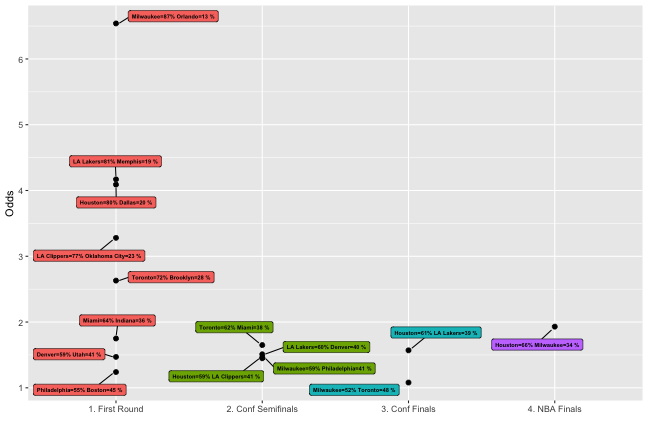 Milwaukee=87% Orlando=13 %
LA Lakers=81% Memphis=19 %
Houston=80% Dallas=20 %
LA Clippers=77% Oklahoma City=23 %
Toronto=72% Brooklyn=28 %
Miami=64% Indiana=36 %
Denver=59% Utah=41 %
Philadelphia=55% Boston=45 %
Toronto=62% Miami=38 %
LA Lakers=60% Denver=40 %
Milwaukee=59% Philadelphia=41 %
Houston=59% LA Clippers=41 %
Houston=61% LA Lakers=39 %
Milwaukee=52% Toronto=48 %
Houston=66% Milwaukee=34 %
Odds
6
5
4
3
2
1
1. First Round
2. Conf Semifinals
3. Conf Finals
4. NBA Finals